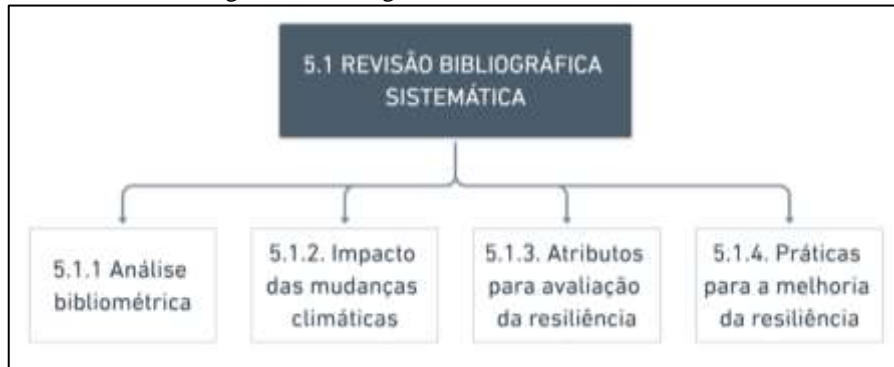 5.1 REVISÃO BIBLIOGRÁFICA
SISTEMÁTICA
5.1.1 Análise
bibliométrica
5.1.2. Impacto
das mudanças
climáticas
5.1.3. Atributos
para avaliação
da resiliência
5.1.4. Práticas
para a melhoria
da resiliência